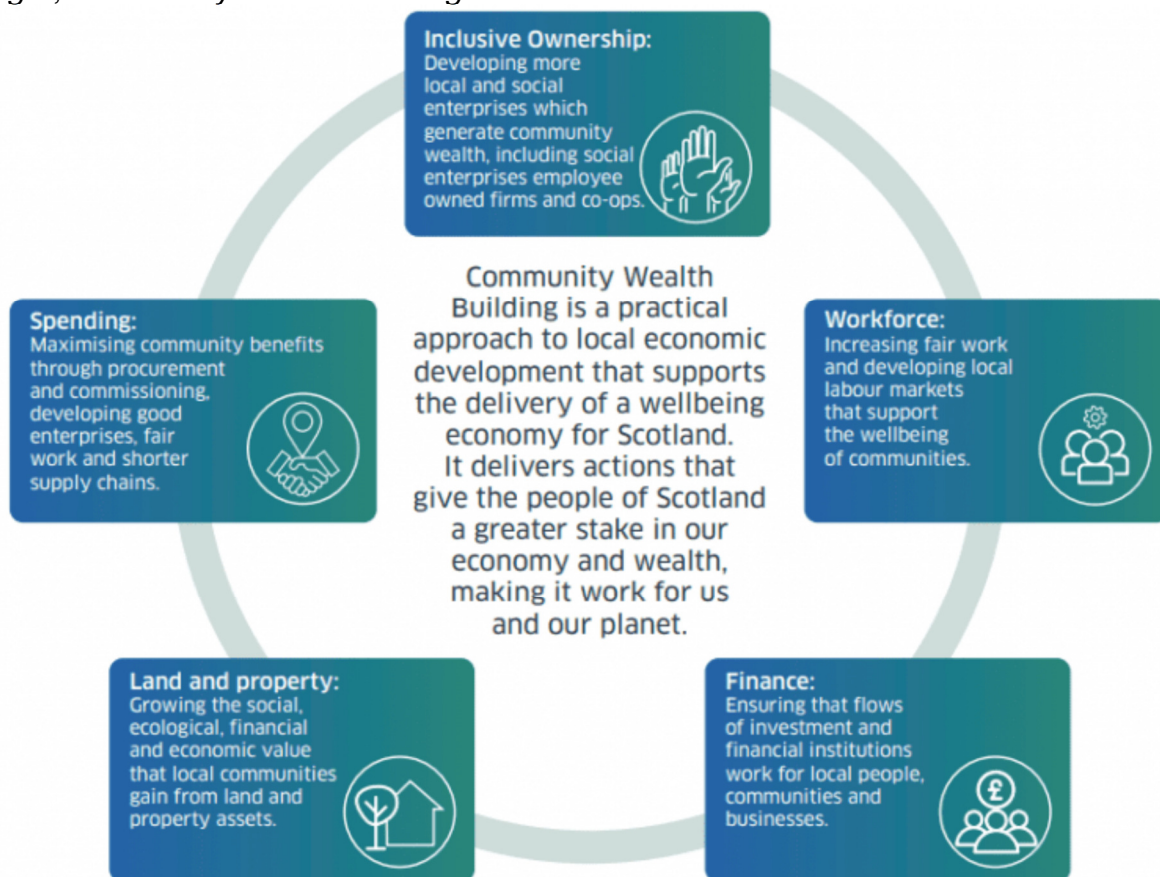 Inclusive Ownership:
Developing more
local and social
enterprises which
generate community
wealth, including social
enterprises employee
owned firms and co-ops.
Community Wealth
Building is a practical
approach to local economic
development that supports
the delivery of a wellbeing
economy for Scotland.
It delivers actions that
give the people of Scotland
a greater stake in our
economy and wealth,
making it work for us
and our planet.
Spending:
Maximising community benefits
through procurement
and commissioning,
developing good
enterprises, fair
work and shorter
supply chains.
Workforce:
Increasing fair work
and developing local
labour markets
that support
the wellbeing
of communities.
Land and property:
Growing the social,
ecological, financial
and economic value
that local communities
gain from land and
property assets.
Finance:
Ensuring that flows
of investment and
financial institutions
work for local people,
communities and
businesses.
£